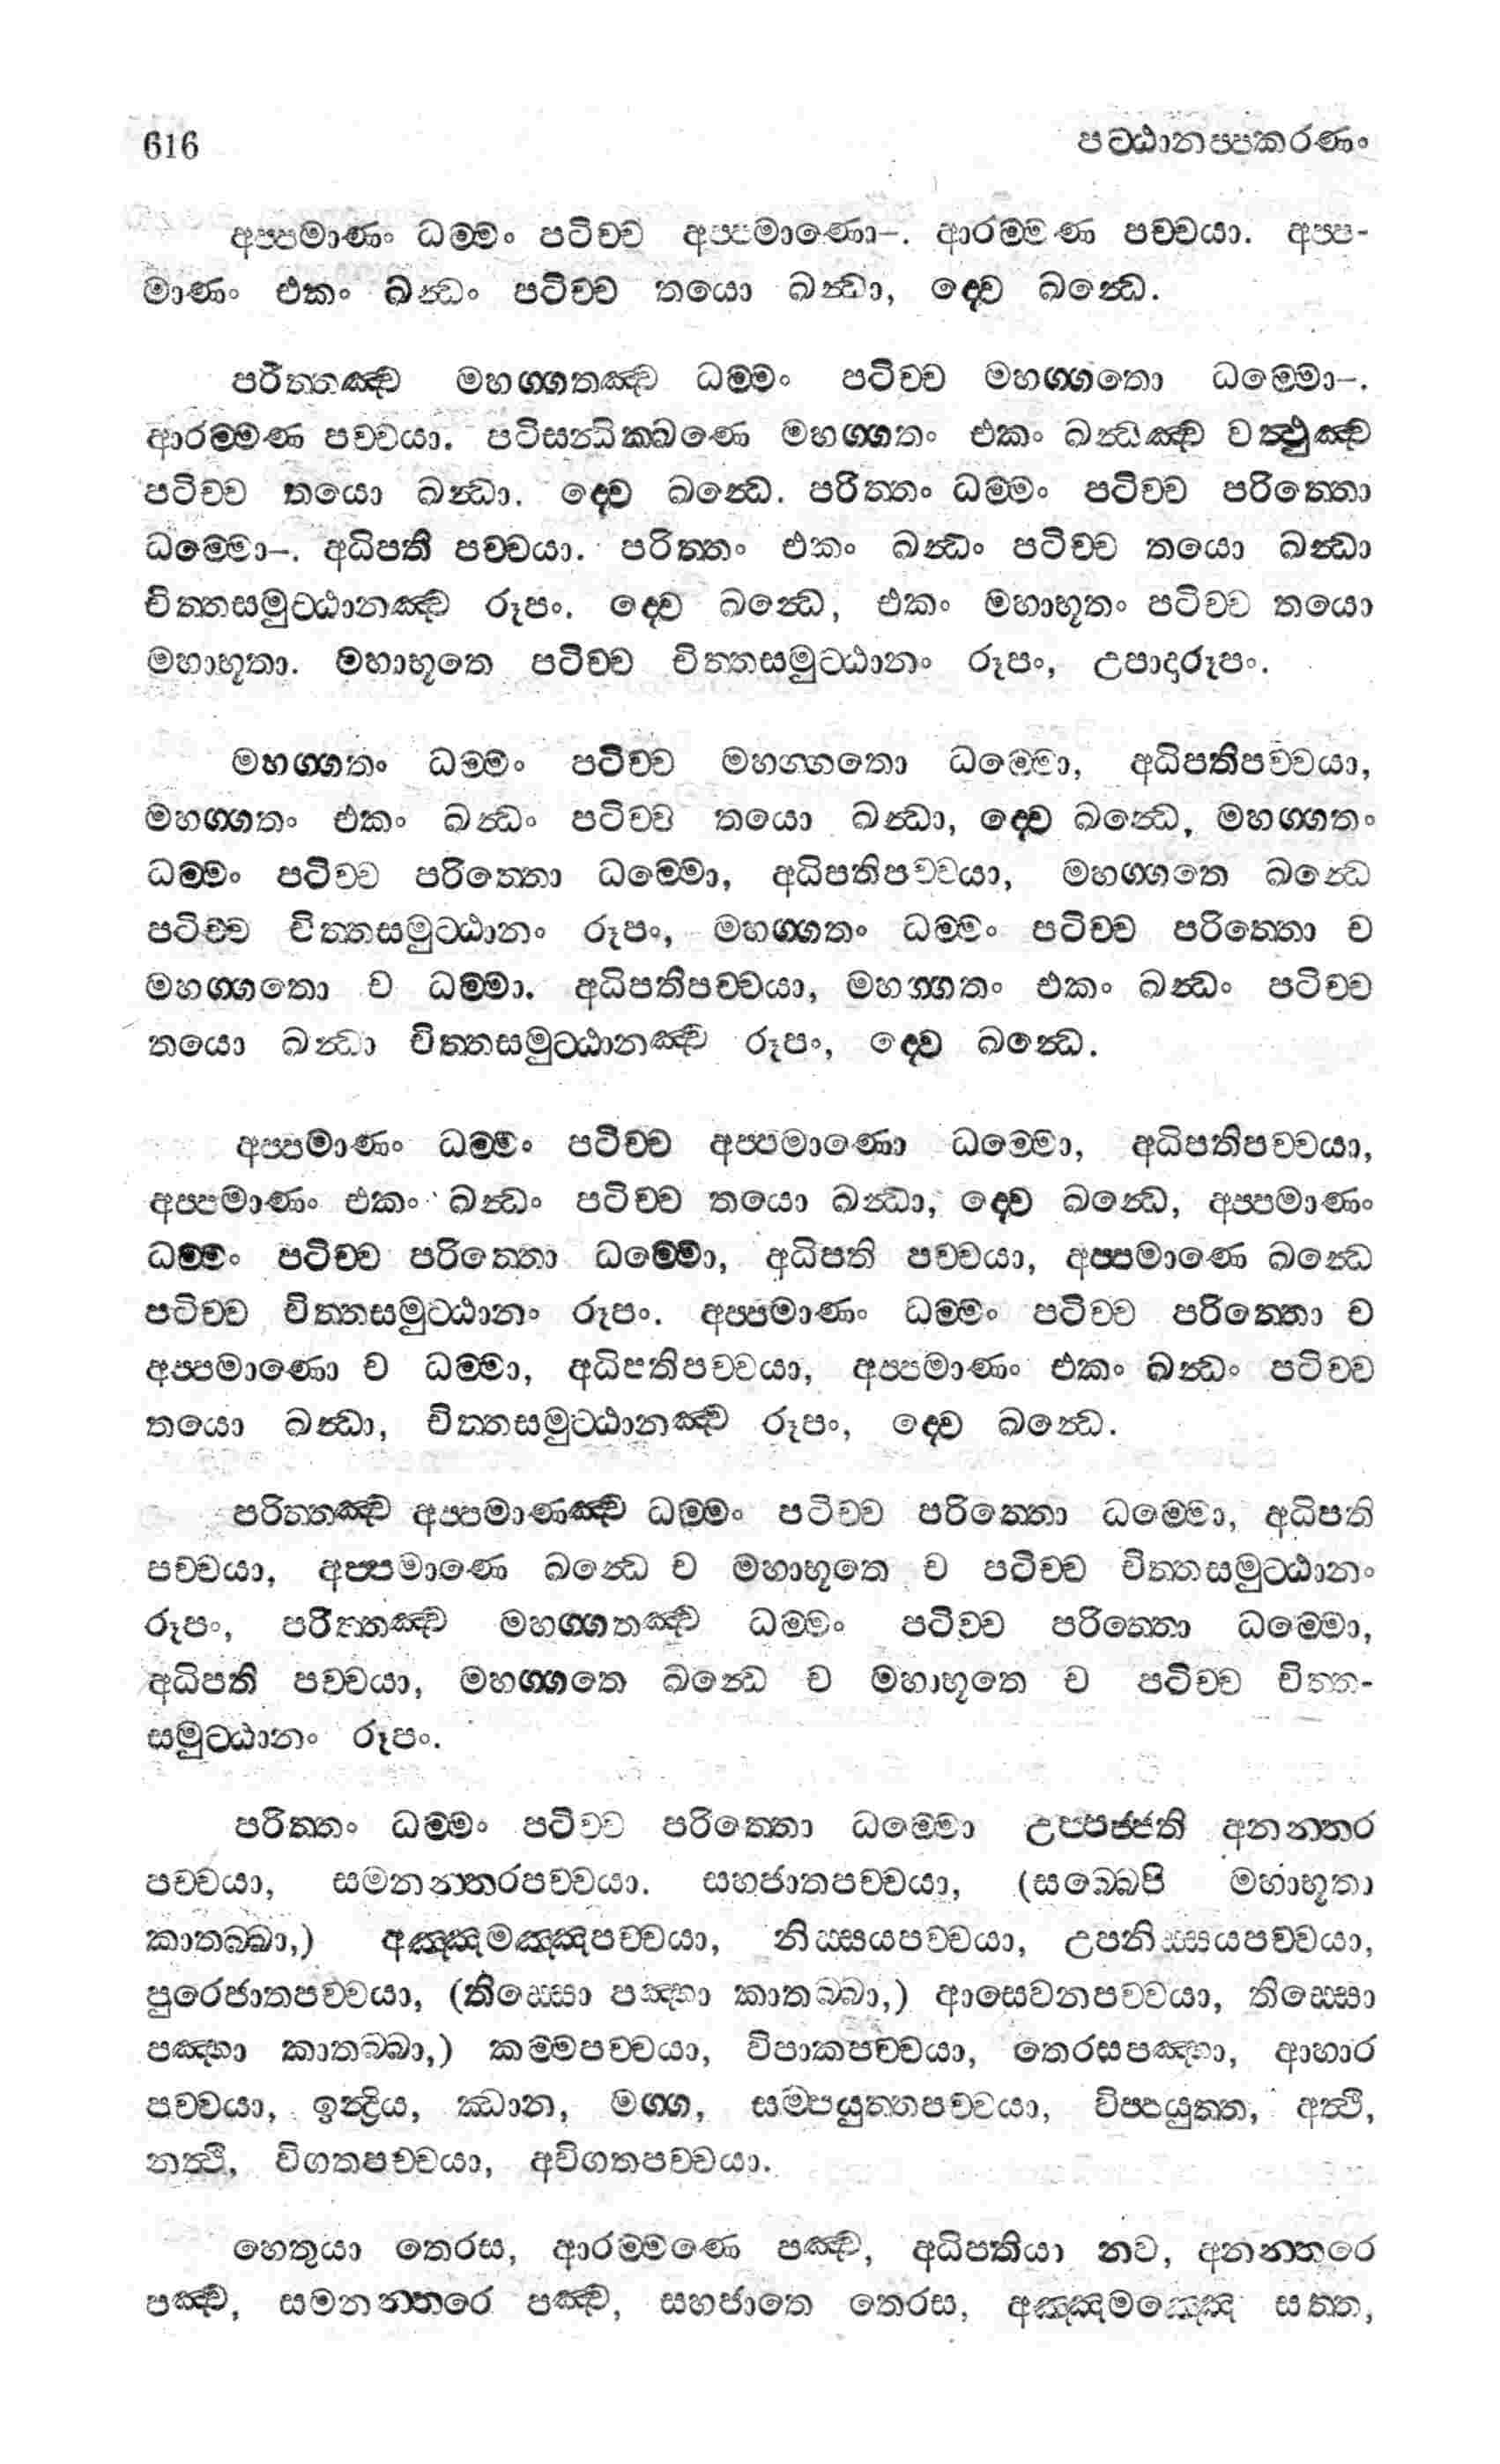 616 පට්ඨානප්පකරණං
අප්පමාණං ධම්මං පටිච්ච අප්පමාණො–. ආරම්මණ පච්චයා. අප්ප-
මාණං එකං ඛන්ධං පටිච්ච තයො ඛන්ධා, ද්වෙ ඛන්ධෙ.
පරිත්තඤ්ච මහග්ගතඤ්ච ධම්මං පටිච්ච මහග්ගතො ධම්මො–.
ආරම්මණ පච්චයා. පටිසන්ධික්ඛණෙ මහග්ගතං එකං ඛන්ධඤ්ච වත්ථුඤ්ච
පටිච්ච තයො ඛන්ධා. ද්වෙ ඛන්ධෙ. පරිත්තං ධම්මං පටිච්ච පරිත්තො
ධම්මො–. අධිපති පච්චයා. පරිත්තං එකං ඛන්ධං පටිච්ච තයො ඛන්ධා
චිත්තසමුට්ඨානඤ්ච රූපං. ද්වෙ ඛන්ධෙ, එකං මහාභූතං පටිච්ච තයො
මහාභූතා. මහාභූතෙ පටිච්ච චිත්තසමුට්ඨානං රූපං, උපාදාරූපං.
මහග්ගතං ධම්මං පටිච්ච මහග්ගතො ධම්මො, අධිපතිපච්චයා,
මහග්ගතං එකං ඛන්ධං පටිච්ච තයො ඛන්ධා, ද්වෙ ඛන්ධෙ, මහග්ගතං
ධම්මං පටිච්ච පරිත්තො ධම්මො, අධිපතිපච්චයා, මහග්ගතෙ ඛන්ධෙ
පටිච්ච චිත්තසමුට්ඨානං රූපං, මහග්ගතං ධම්මං පටිච්ච පරිත්තො ච
මහග්ගතො ච ධම්මා. අධිපතිපච්චයා, මහග්ගතං එකං ඛන්ධං පටිච්ච
තයො ඛන්ධා චිත්තසමුට්ඨානඤ්ච රූපං, ද්වෙ ඛන්ධෙ.
අප්පමාණං ධම්මං පටිච්ච අප්පමාණො ධම්මො, අධිපතිපච්චයා,
අප්පමාණං එකං ඛන්ධං පටිච්ච තයො ඛන්ධා, ද්වෙ ඛන්ධෙ, අප්පමාණං
ධම්මං පටිච්ච පරිත්තො ධම්මො, අධිපති පච්චයා, අප්පමාණෙ ඛන්ධෙ
පටිච්ච චිත්තසමුට්ඨානං රූපං. අප්පමාණං ධම්මං පටිච්ච පරිත්තො ච
අප්පමාණො ච ධම්මා, අධිපතිපච්චයා, අප්පමාණං එකං ඛන්ධං පටිච්ච
තයො ඛන්ධා, චිත්තසමුට්ඨානඤ්ච රූපං, ද්වෙ ඛන්ධෙ.
පරිත්තඤ්ච අප්පමාණඤ්ච ධම්මං පටිච්ච පරිත්තො ධම්මො, අධිපති
පච්චයා, අප්පමාණෙ ඛන්ධෙ ච මහාභූතෙ ච පටිච්ච චිත්තසමුට්ඨානං
රූපං, පරිත්තඤ්ච මහග්ගතඤ්ච ධම්මං පටිච්ච පරිත්තො ධම්මො,
අධිපති පච්චයා, මහග්ගතෙ ඛන්ධෙ ච මහාභූතෙ ච පටිච්ච චිත්ත-
සමුට්ඨානං රූපං.
පරිත්තං ධම්මං පටිච්ච පරිත්තො ධම්මො උප්පජ්ජති අනන්තර
පච්චයා, සමනන්තරපච්චයා. සහජාතපච්චයා, (සබ්බෙපි මහාභූතා
කාතබ්බා,) අඤ්ඤමඤ්ඤපච්චයා, නිස්සයපච්චයා, උපනිස්සයපච්චයා,
පුරෙජාතපච්චයා, (තිස්සො පඤ්හා කාතබ්බා,) ආසෙවනපච්චයා, තිස්සො
පඤ්හා කාතබ්බා,) කම්මපච්චයා, විපාකපච්චයා, තෙරසපඤ්හා, ආහාර
පච්චයා, ඉන්ද්‍රිය, ඣාන, මග්ග, සම්පයුත්තපච්චයා, විප්පයුත්ත, අත්ථි,
නත්ථි, විගතපච්චයා, අවිගතපච්චයා.
හෙතුයා තෙරස, ආරම්මණෙ පඤ්ච, අධිපතියා නව, අනන්තරෙ
පඤ්ච, සමනන්තරෙ පඤ්ච, සහජාතෙ තෙරස, අඤ්ඤමඤ්ඤෙ සත්ත,